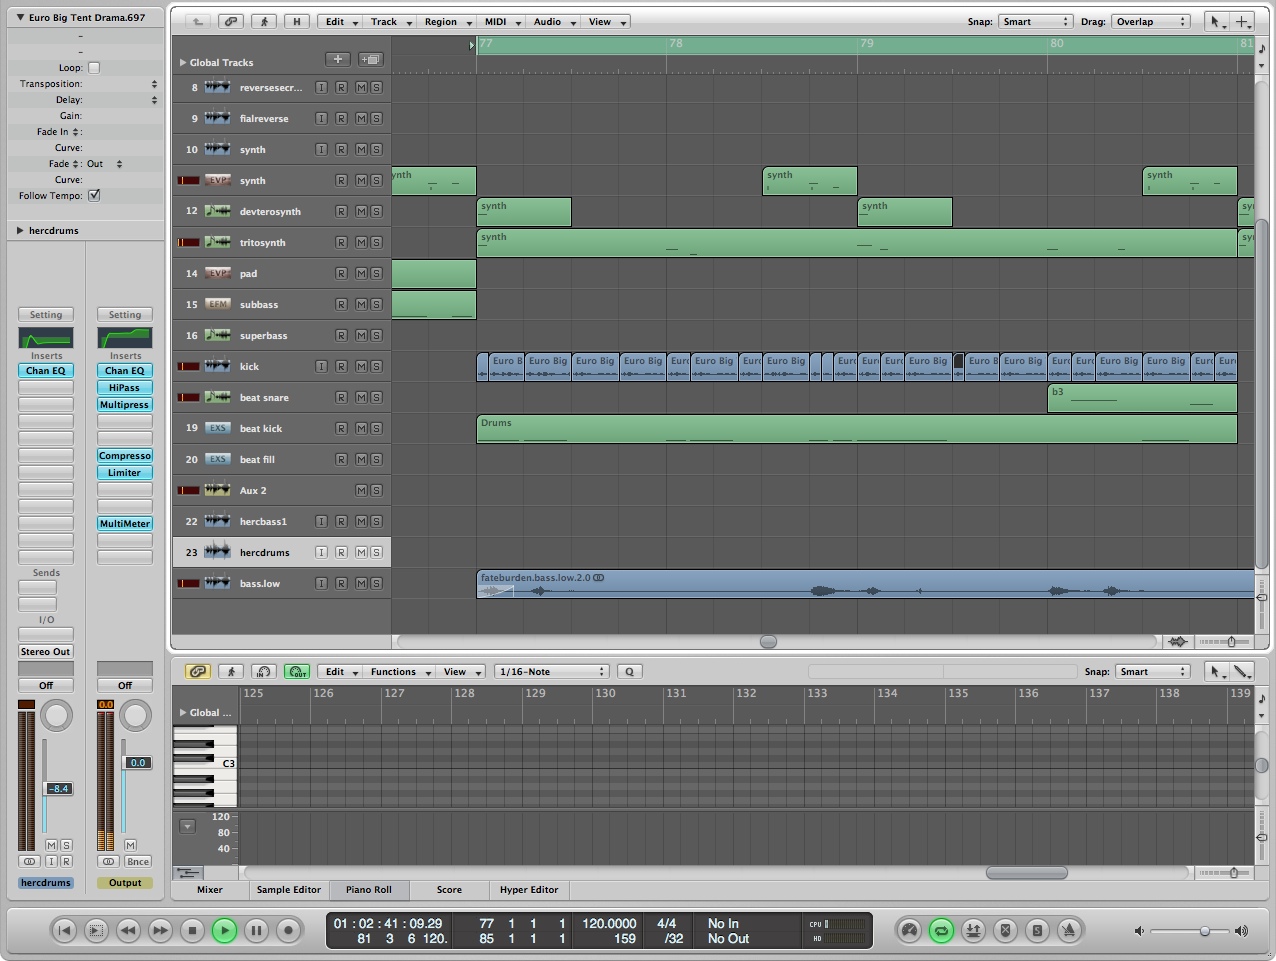 Euro Big Tent Drama.697
Loop:
Transposition:
Delay:
Gain:
Fade In :
Curve:
Fade : Out
Curve:
Follow Tempo:
hercdrums
Setting Setting
Inserts Inserts
Chan EQ Chan EQ
HiPass
Multipress
Compresso
Limiter
MultiMeter
Sends
I/O
Stereo Out
Off Off
0.0
0.0
-8.4
M S M
I R Bnce
hercdrums Output
H Edit Track Region MIDI Audio View Snap: Smart Drag: Overlap
77 78 79 80 81
Global Tracks
8 reversesecr... I R M S
9 fialreverse I R M S
10 synth I R M S
EVP synth R M S ynth synth synth
12 devterosynth R M S synth synth syn
tritosynth R M S synth syn
14 EVP pad R M S
15 EFM subbass R M S
16 superbass R M S
kick I R M S Euro B Euro Big Euro Big Euro Big Euro Euro Big Euro Euro Big Euro Euro Euro Big Euro B Euro Big Euro Euro Euro Big Euro Big Euro Euro
beat snare R M S b3
19 EXS beat kick R M S Drums
20 EXS beat fill R M S
Aux 2 M S
22 hercbass1 I R M S
23 hercdrums I R M S
bass.low I R M S fateburden.bass.low.2.0
IN OUT Edit Functions View 1/16-Note Q Snap: Smart
125 126 127 128 129 130 131 132 133 134 135 136 137 138 139
Global ...
C3
120
80
40
Mixer Sample Editor Piano Roll Score Hyper Editor
01 : 02 : 41 : 09.29 77 1 1 1 120.0000 4/4 No In CPU
81 3 6 120. 85 1 1 1 159 /32 No Out HD
S